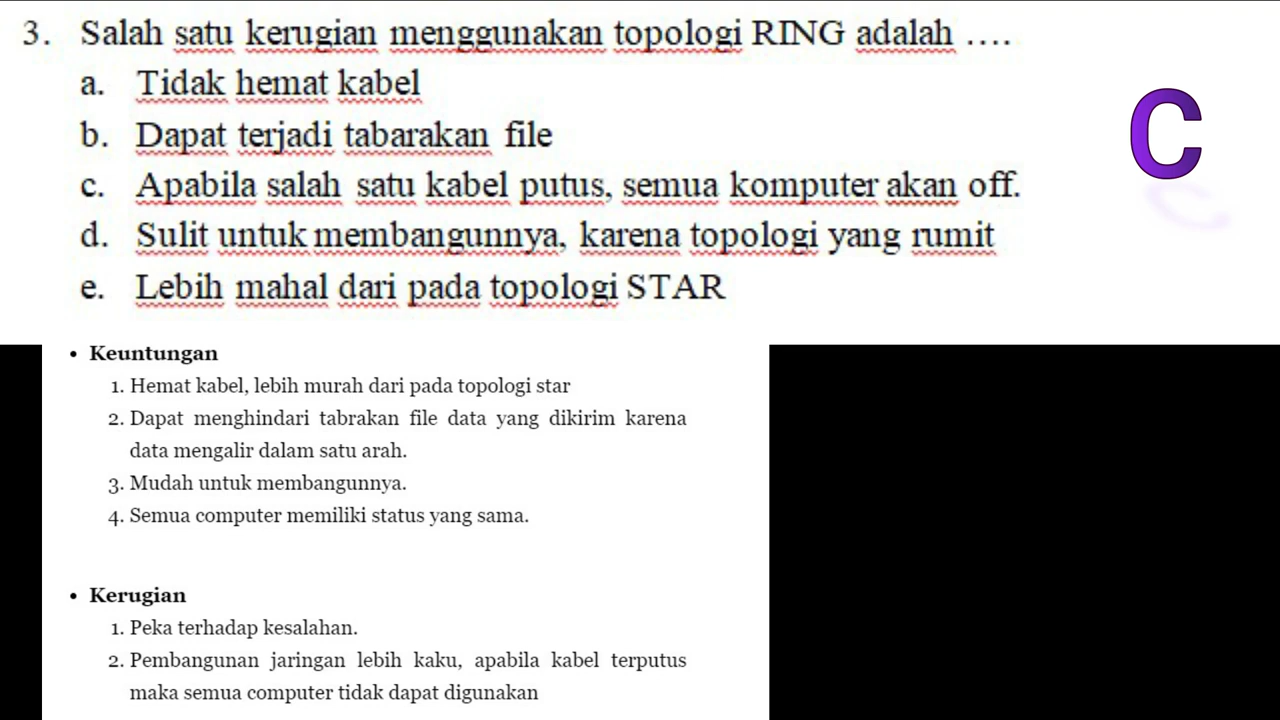 3. Salah satu kerugian menggunakan topologi RING adalah ....
a. Tidak hemat kabel
b. Dapat terjadi tabarakan file
c. Apabila salah satu kabel putus, semua komputer akan off.
d. Sulit untuk membangunnya, karena topologi yang rumit
e. Lebih mahal dari pada topologi STAR
C
• Keuntungan
1. Hemat kabel, lebih murah dari pada topologi star
2. Dapat menghindari tabrakan file data yang dikirim karena
data mengalir dalam satu arah.
3. Mudah untuk membangunnya.
4. Semua computer memiliki status yang sama.
• Kerugian
1. Peka terhadap kesalahan.
2. Pembangunan jaringan lebih kaku, apabila kabel terputus
maka semua computer tidak dapat digunakan